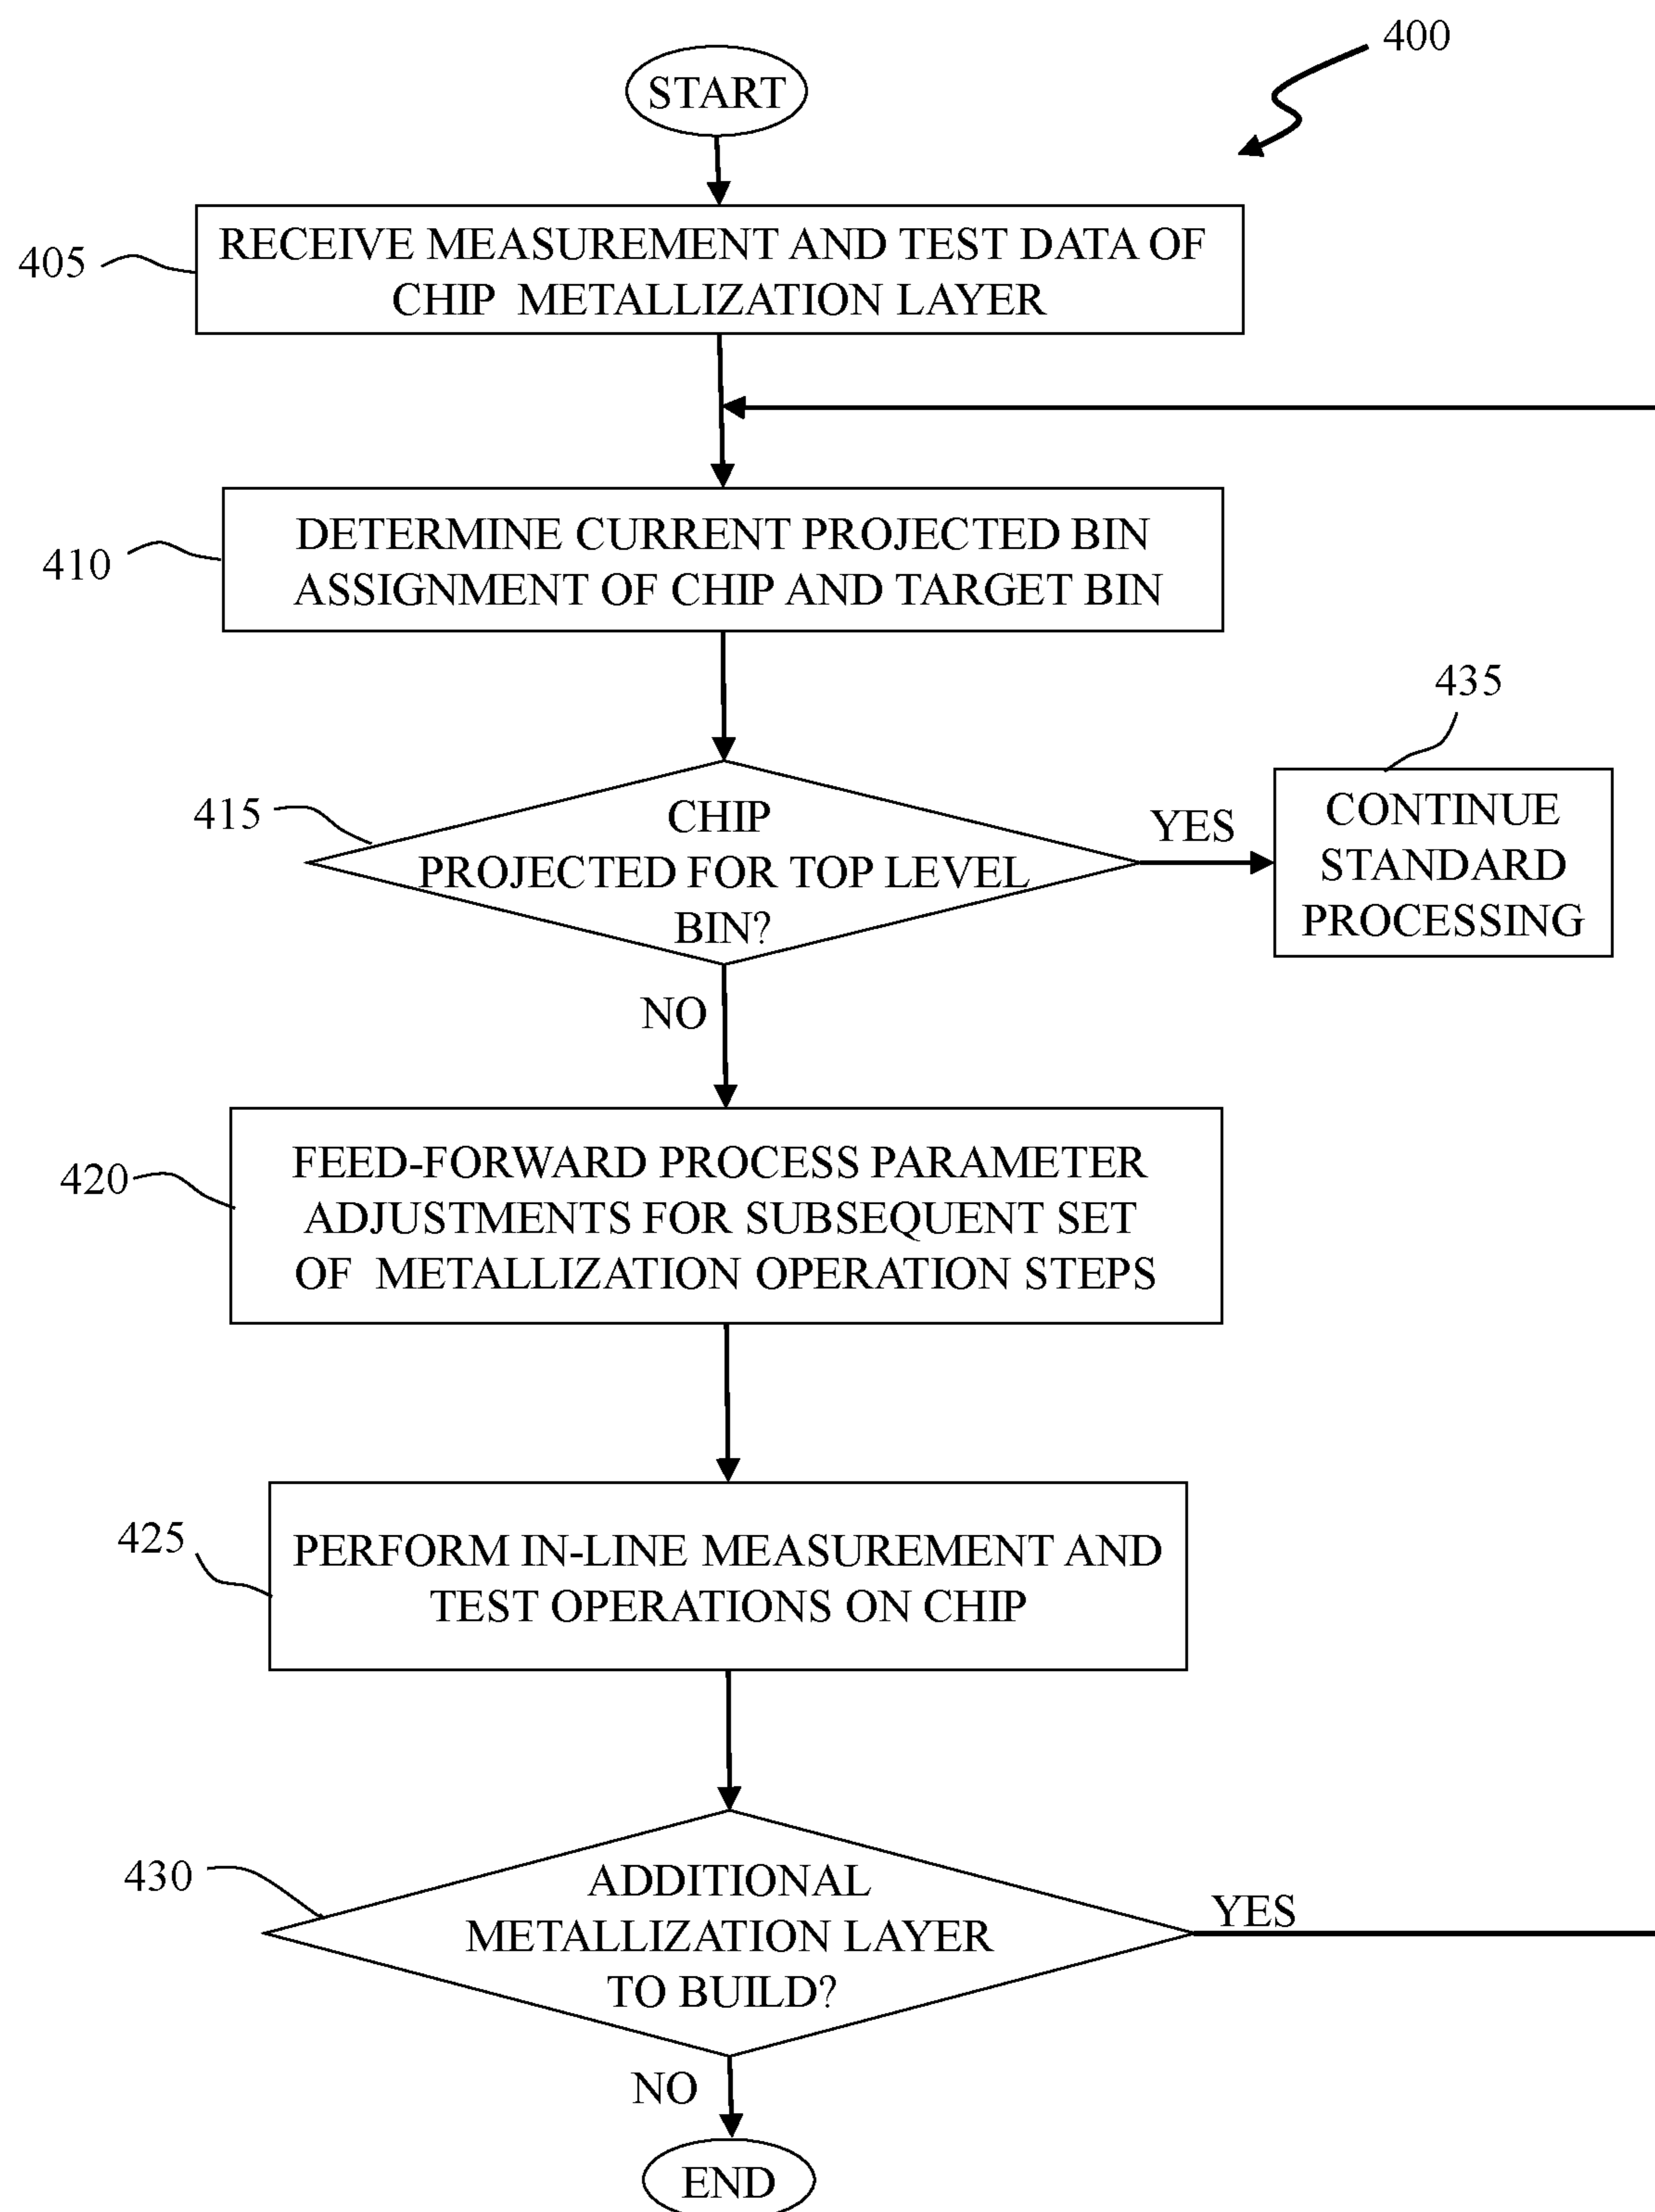 400
START
405
RECEIVE MEASUREMENT AND TEST DATA OF
CHIP METALLIZATION LAYER
410
DETERMINE CURRENT PROJECTED BIN
ASSIGNMENT OF CHIP AND TARGET BIN
415
CHIP
PROJECTED FOR TOP LEVEL
BIN?
YES
435
CONTINUE
STANDARD
PROCESSING
NO
420
FEED-FORWARD PROCESS PARAMETER
ADJUSTMENTS FOR SUBSEQUENT SET
OF METALLIZATION OPERATION STEPS
425
PERFORM IN-LINE MEASUREMENT AND
TEST OPERATIONS ON CHIP
430
ADDITIONAL
METALLIZATION LAYER
TO BUILD?
YES
NO
END